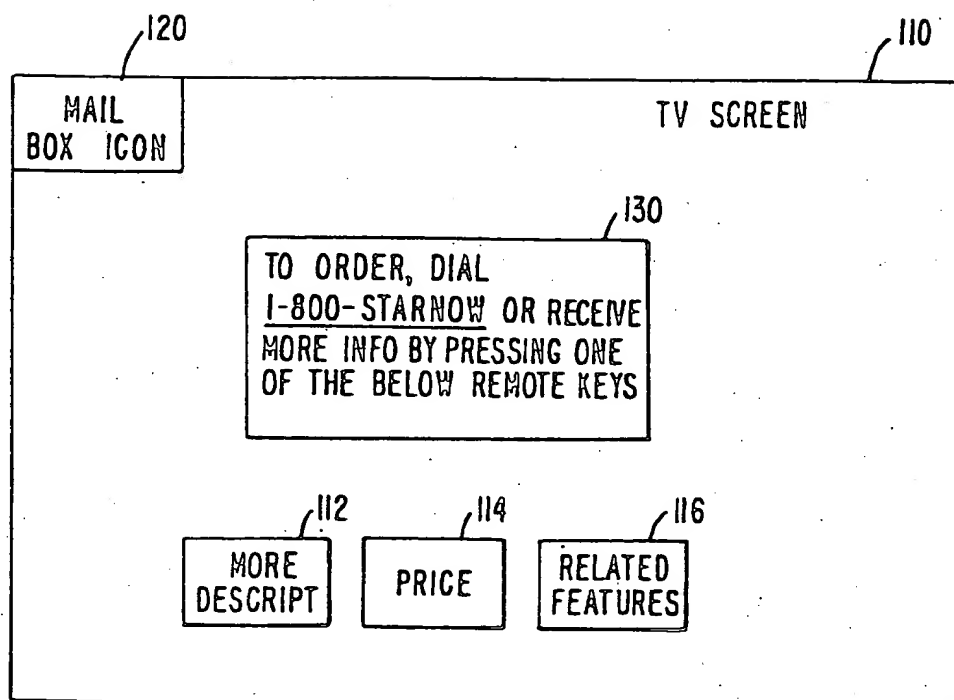 120
110
MAIL
BOX ICON
TV SCREEN
130
TO ORDER, DIAL
1-800-STARNOW OR RECEIVE
MORE INFO BY PRESSING ONE
OF THE BELOW REMOTE KEYS
112
114
116
MORE
DESCRIPT
PRICE
RELATED
FEATURES